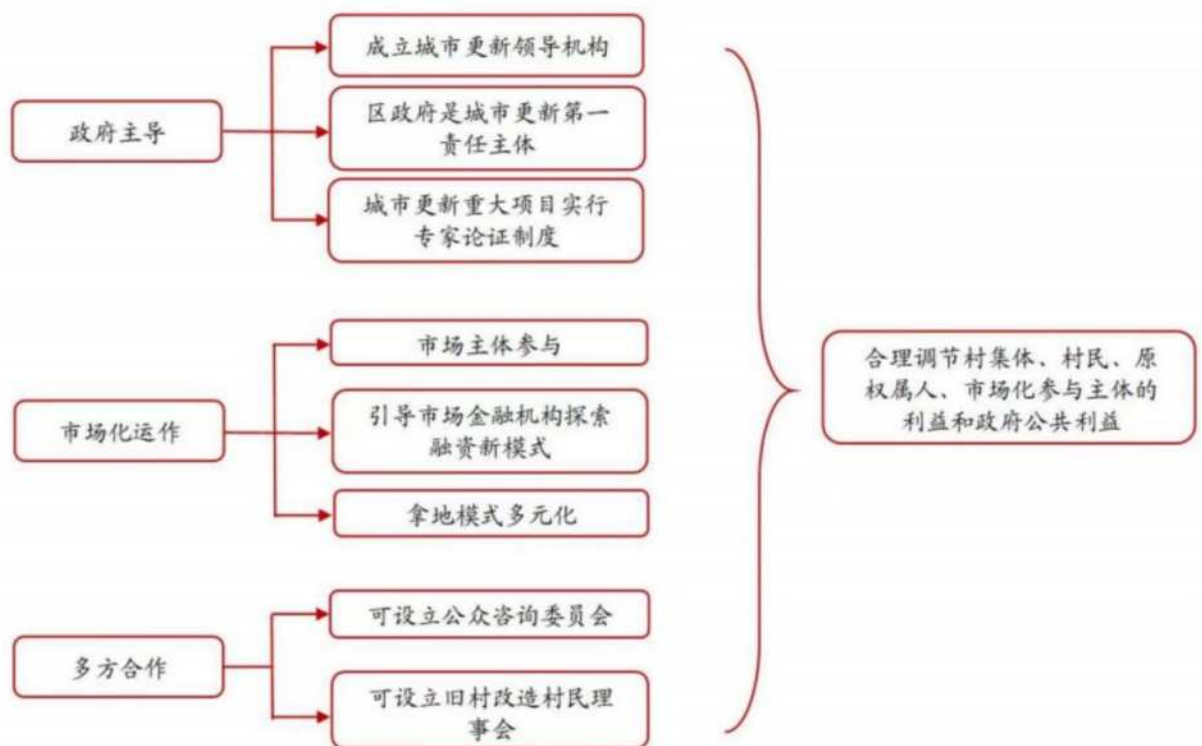 政府主导
成立城市更新领导机构
区政府是城市更新第一
责任主体
城市更新重大项目实行
专家论证制度
市场化运作
市场主体参与
引导市场金融机构探索
融资新模式
拿地模式多元化
多方合作
可设立公众咨询委员会
可设立旧村改造村民理
事会
合理调节村集体、村民、原
权属人、市场化参与主体的
利益和政府公共利益